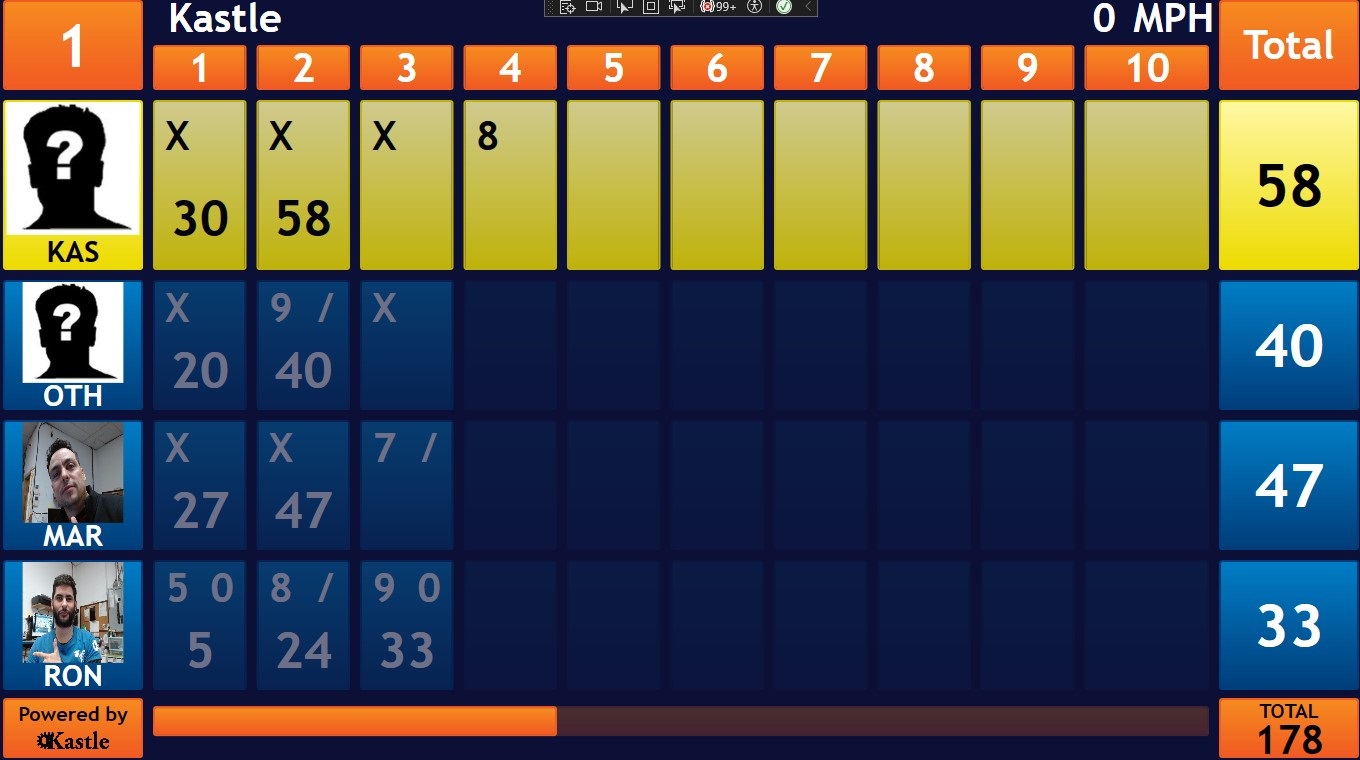 99+
1 Kastle 0 MPH Total
1 2 3 4 5 6 7 8 9 10
?
X X X 8
30 58
58
KAS
?
X 9 / X
20 40
40
OTH
X X 7 /
27 47
47
MAR
5 0 8 / 9 0
5 24 33
33
RON
Powered by
Kastle
TOTAL
178